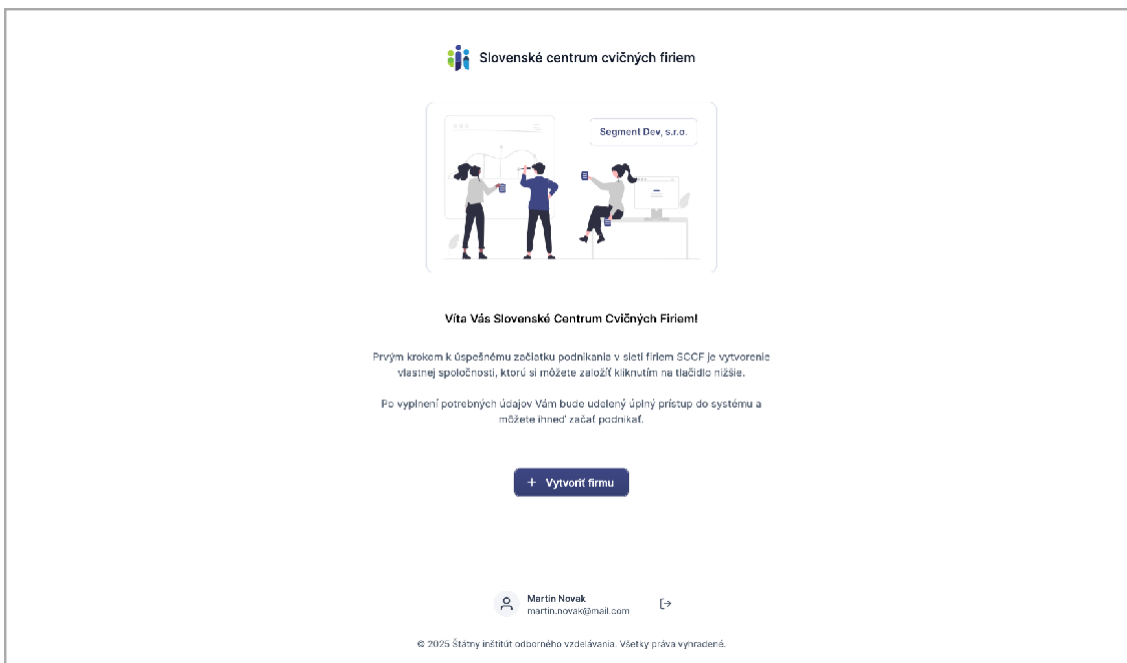 Slovenské centrum cvičných firiem
Segment Dev, s.r.o.
Víta Vás Slovenské Centrum Cvičných Firiem!
Prvým krokom k úspešnému začiatku podnikania v sieti firiem SCCF je vytvorenie
vlastnej spoločnosti, ktorú si môžete založiť kliknutím na tlačidlo nižšie.
Po vyplnení potrebných údajov Vám bude udelený úplný prístup do systému a
môžete ihneď začať podnikať.
+ Vytvoriť firmu
Martin Novak
martin.novak@mail.com
© 2025 Štátny inštitút odborného vzdelávania. Všetky práva vyhradené.